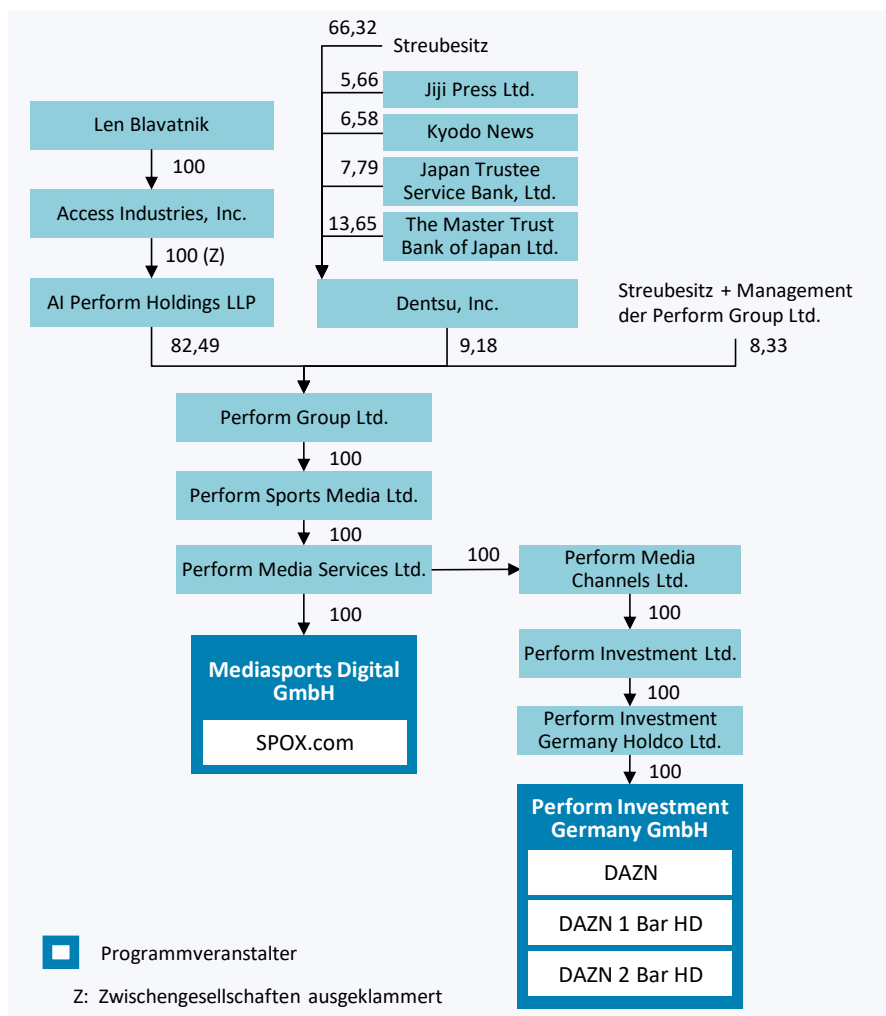 66,32
Streubesitz
5,66
Jiji Press Ltd.
6,58
Kyodo News
7,79
Japan Trustee
Service Bank, Ltd.
13,65
The Master Trust
Bank of Japan Ltd.
Len Blavatnik
100
Access Industries, Inc.
100 (Z)
AI Perform Holdings LLP
Dentsu, Inc.
Streubesitz + Management
der Perform Group Ltd.
82,49
9,18
8,33
Perform Group Ltd.
100
Perform Sports Media Ltd.
100
Perform Media Services Ltd.
100
Perform Media
Channels Ltd.
100
100
Mediasports Digital
GmbH
SPOX.com
Perform Investment Ltd.
100
Perform Investment
Germany Holdco Ltd.
100
Perform Investment
Germany GmbH
DAZN
DAZN 1 Bar HD
DAZN 2 Bar HD
Programmveranstalter
Z: Zwischengesellschaften ausgeklammert